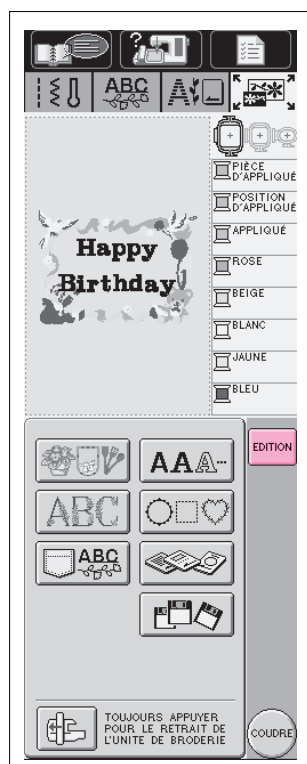 ABC
A
Happy
Birthday
PIÈCE
D'APPLIQUÉ
POSITION
D'APPLIQUÉ
APPLIQUÉ
ROSE
BEIGE
BLANC
JAUNE
BLEU
EDITION
AAA
ABC
ABC
TOUJOURS APPUYER
POUR LE RETRAIT DE
L'UNITE DE BRODERIE
COUDRE